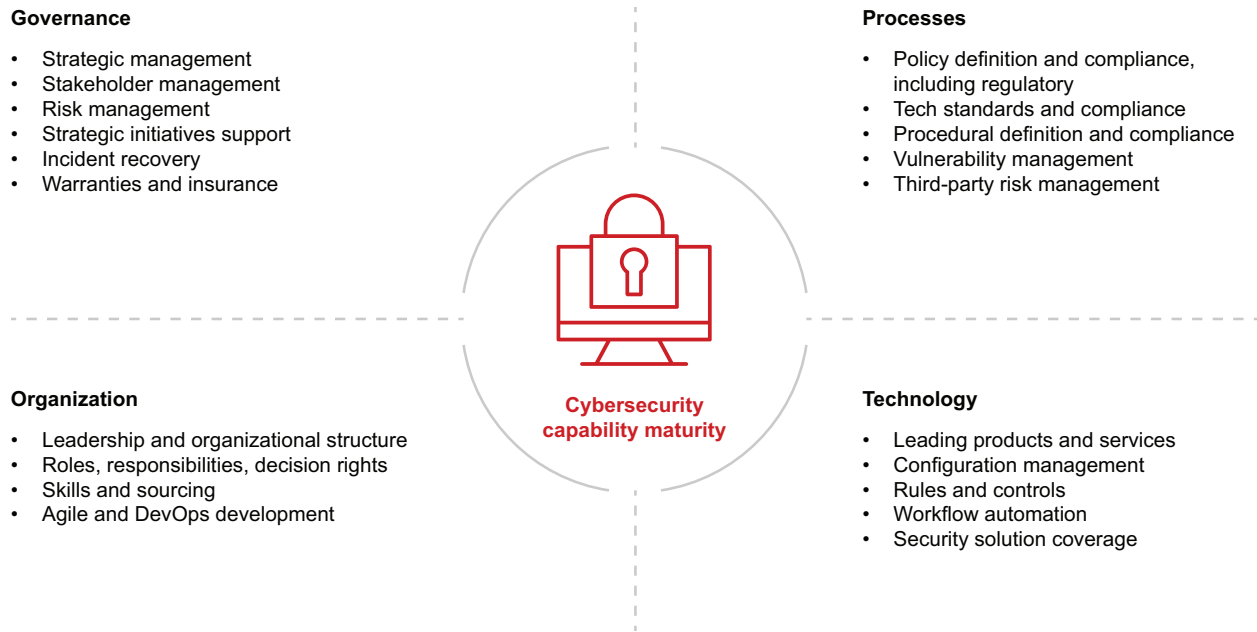 Governance
• Strategic management
• Stakeholder management
• Risk management
• Strategic initiatives support
• Incident recovery
• Warranties and insurance
Processes
• Policy definition and compliance,
including regulatory
• Tech standards and compliance
• Procedural definition and compliance
• Vulnerability management
• Third-party risk management
Cybersecurity
capability maturity
Organization
• Leadership and organizational structure
• Roles, responsibilities, decision rights
• Skills and sourcing
• Agile and DevOps development
Technology
• Leading products and services
• Configuration management
• Rules and controls
• Workflow automation
• Security solution coverage